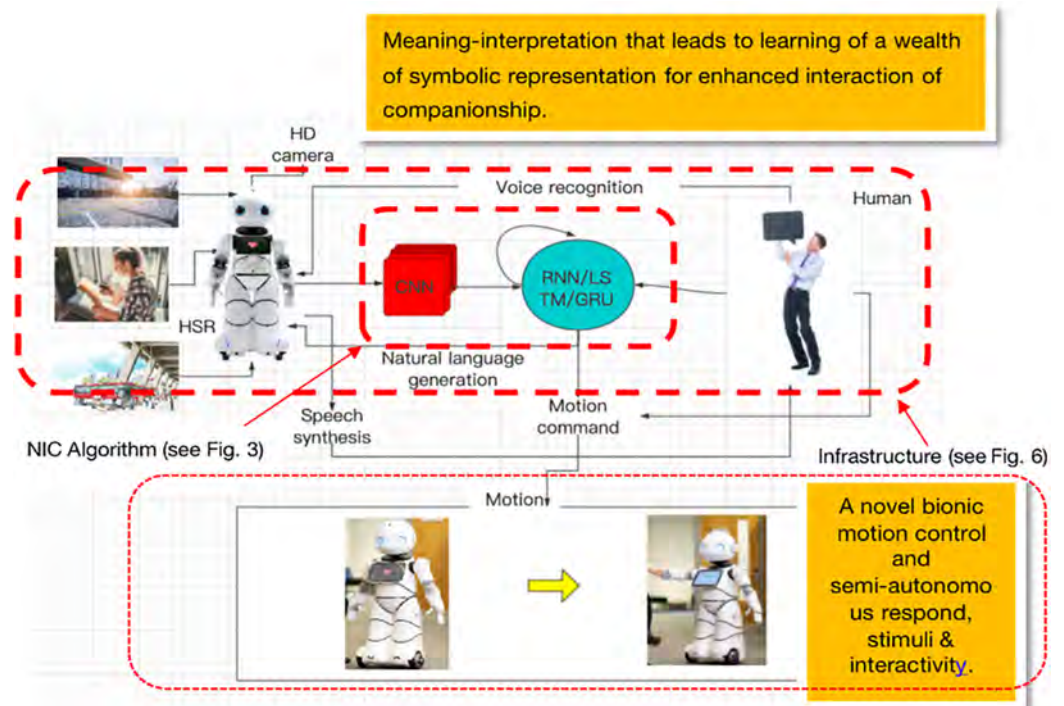 Meaning-interpretation that leads to learning of a wealth
of symbolic representation for enhanced interaction of
companionship.
HD
camera
Voice recognition
Human
CNN
RNN/LS
TM/GRU
HSR
Natural language
generation
Speech
synthesis
Motion
command
NIC Algorithm (see Fig. 3)
Infrastructure (see Fig. 6)
Motion
A novel bionic
motion control
and
semi-autonomo
us respond,
stimuli &
interactivity.